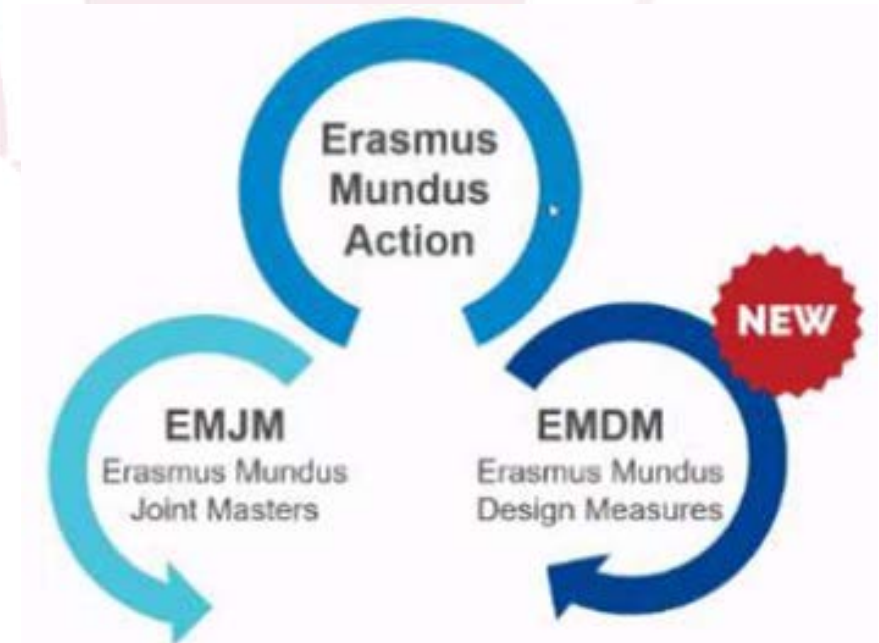 Erasmus
Mundus
Action
NEW
EMJM
Erasmus Mundus
Joint Masters
EMDM
Erasmus Mundus
Design Measures